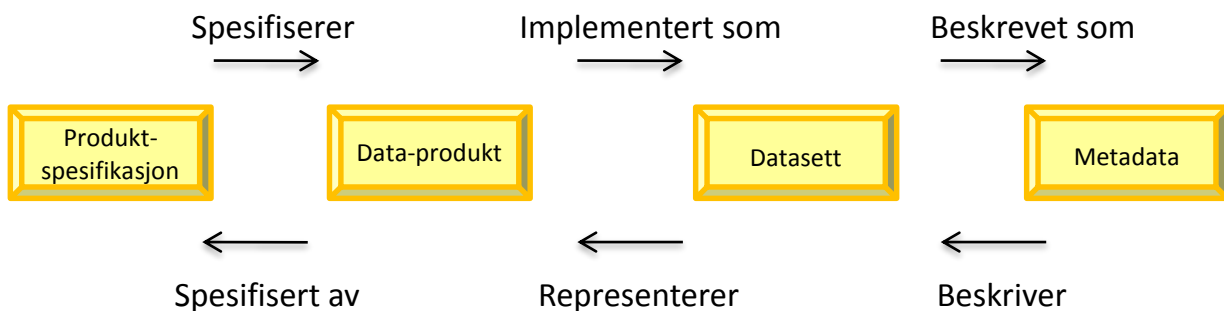 Spesifiserer
Implementert som
Beskrevet som
Produkt-
spesifikasjon
Data-produkt
Datasett
Metadata
Spesifisert av
Representerer
Beskriver